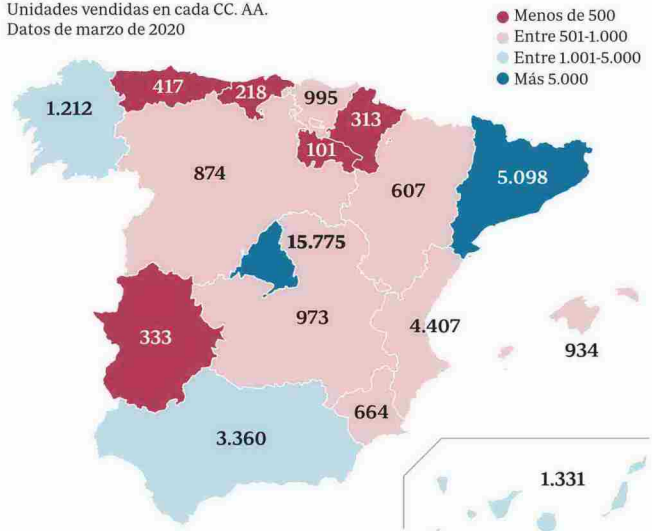 Unidades vendidas en cada CC. AA.
Datos de marzo de 2020
Menos de 500
Entre 501-1.000
Entre 1.001-5.000
Más 5.000
1.212
417
218
995
313
101
874
607
5.098
15.775
333
973
4.407
934
664
3.360
1.331